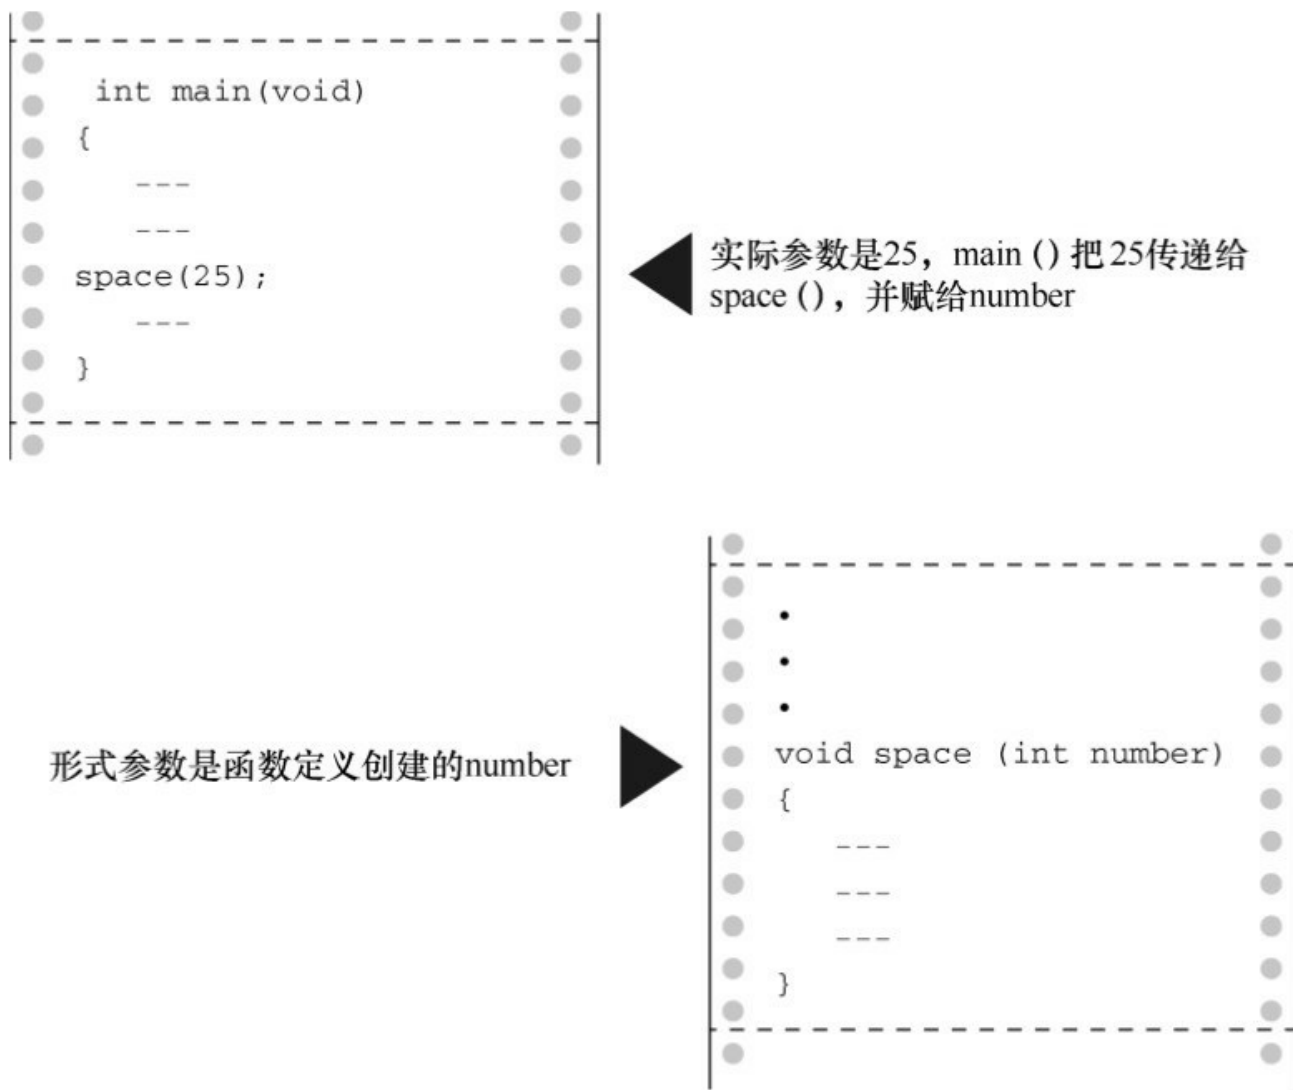 int main(void)
{
---
---
space(25);
---
}
实际参数是25，main（）把25传递给
space（），并赋给number
•
•
•
void space (int number)
{
---
---
---
}
形式参数是函数定义创建的number